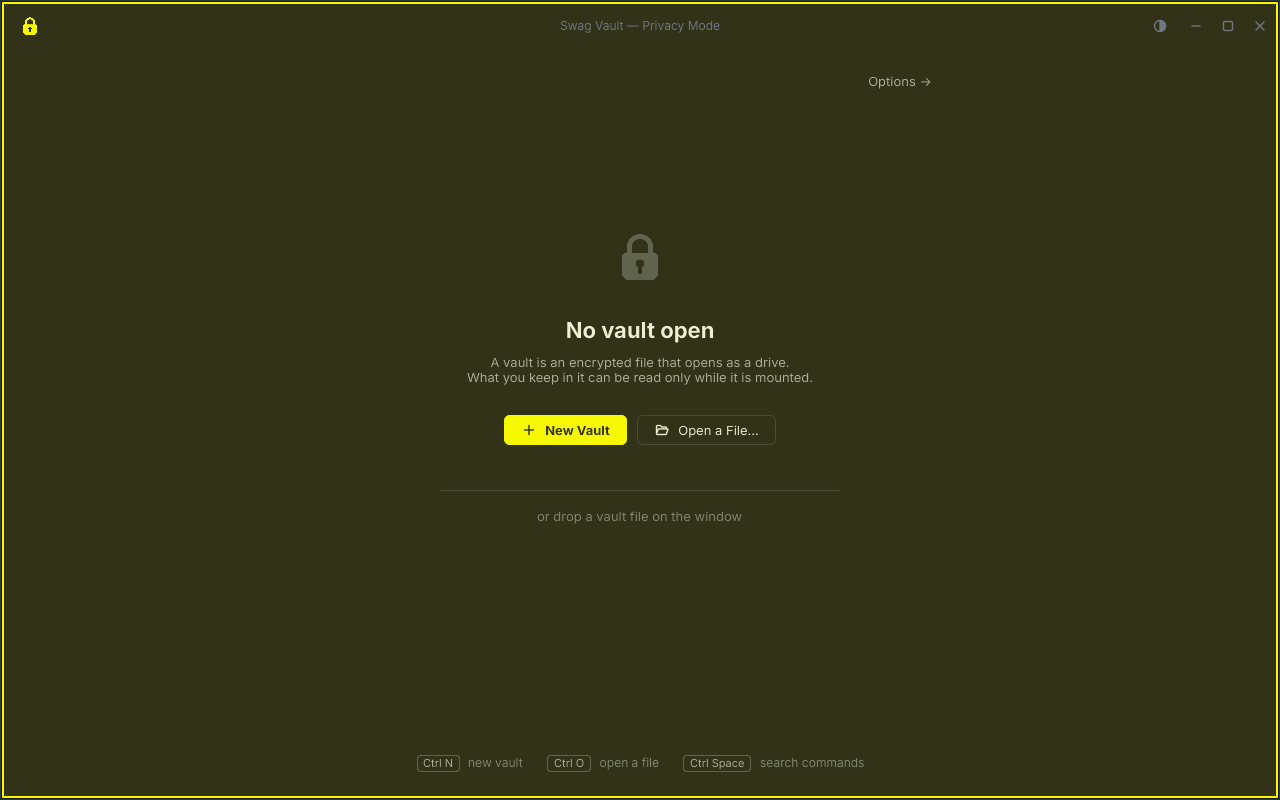 Swag Vault — Privacy Mode
Options →
No vault open
A vault is an encrypted file that opens as a drive.
What you keep in it can be read only while it is mounted.
New Vault
Open a File...
or drop a vault file on the window
Ctrl N new vault Ctrl O open a file Ctrl Space search commands